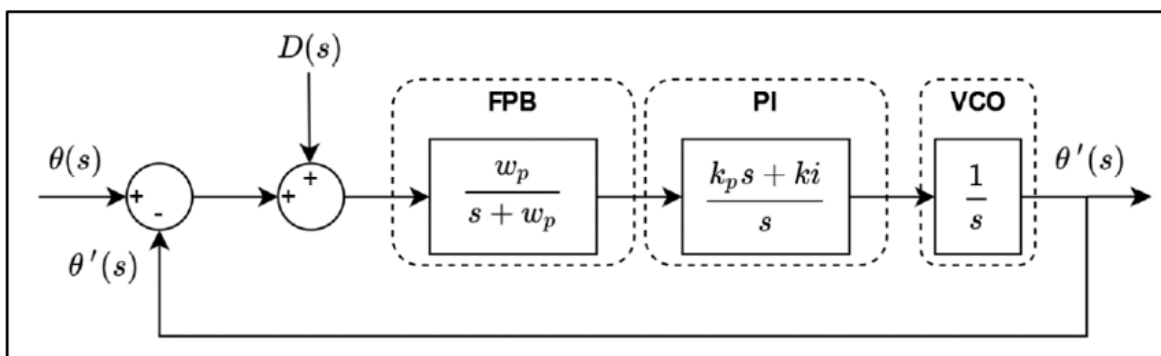 D(s)
FPB
PI
VCO
θ(s)
+
-
+
+
w_p
s + w_p
k_p s + ki
s
1
s
θ'(s)
θ'(s)